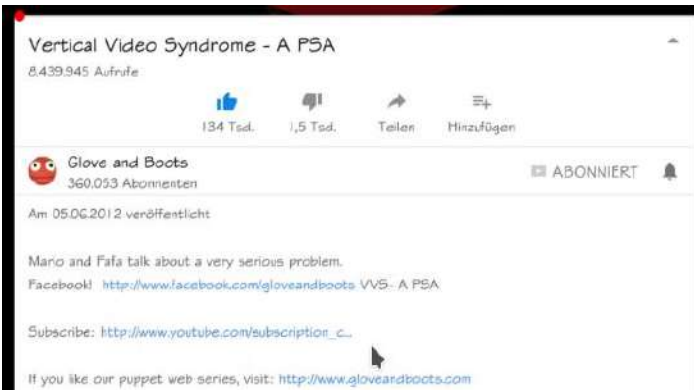 Vertical Video Syndrome - A PSA
8.439.945 Aufrufe
134 Tsd. 1,5 Tsd. Teilen Hinzufügen
Glove and Boots
360.053 Abonnenten
ABONNIERT
Am 05.06.2012 veröffentlicht
Mario and Fafa talk about a very serious problem.
Facebook! http://www.facebook.com/gloveandboots VVS- A PSA
Subscribe: http://www.youtube.com/subscription_c...
If you like our puppet web series, visit: http://www.gloveandboots.com